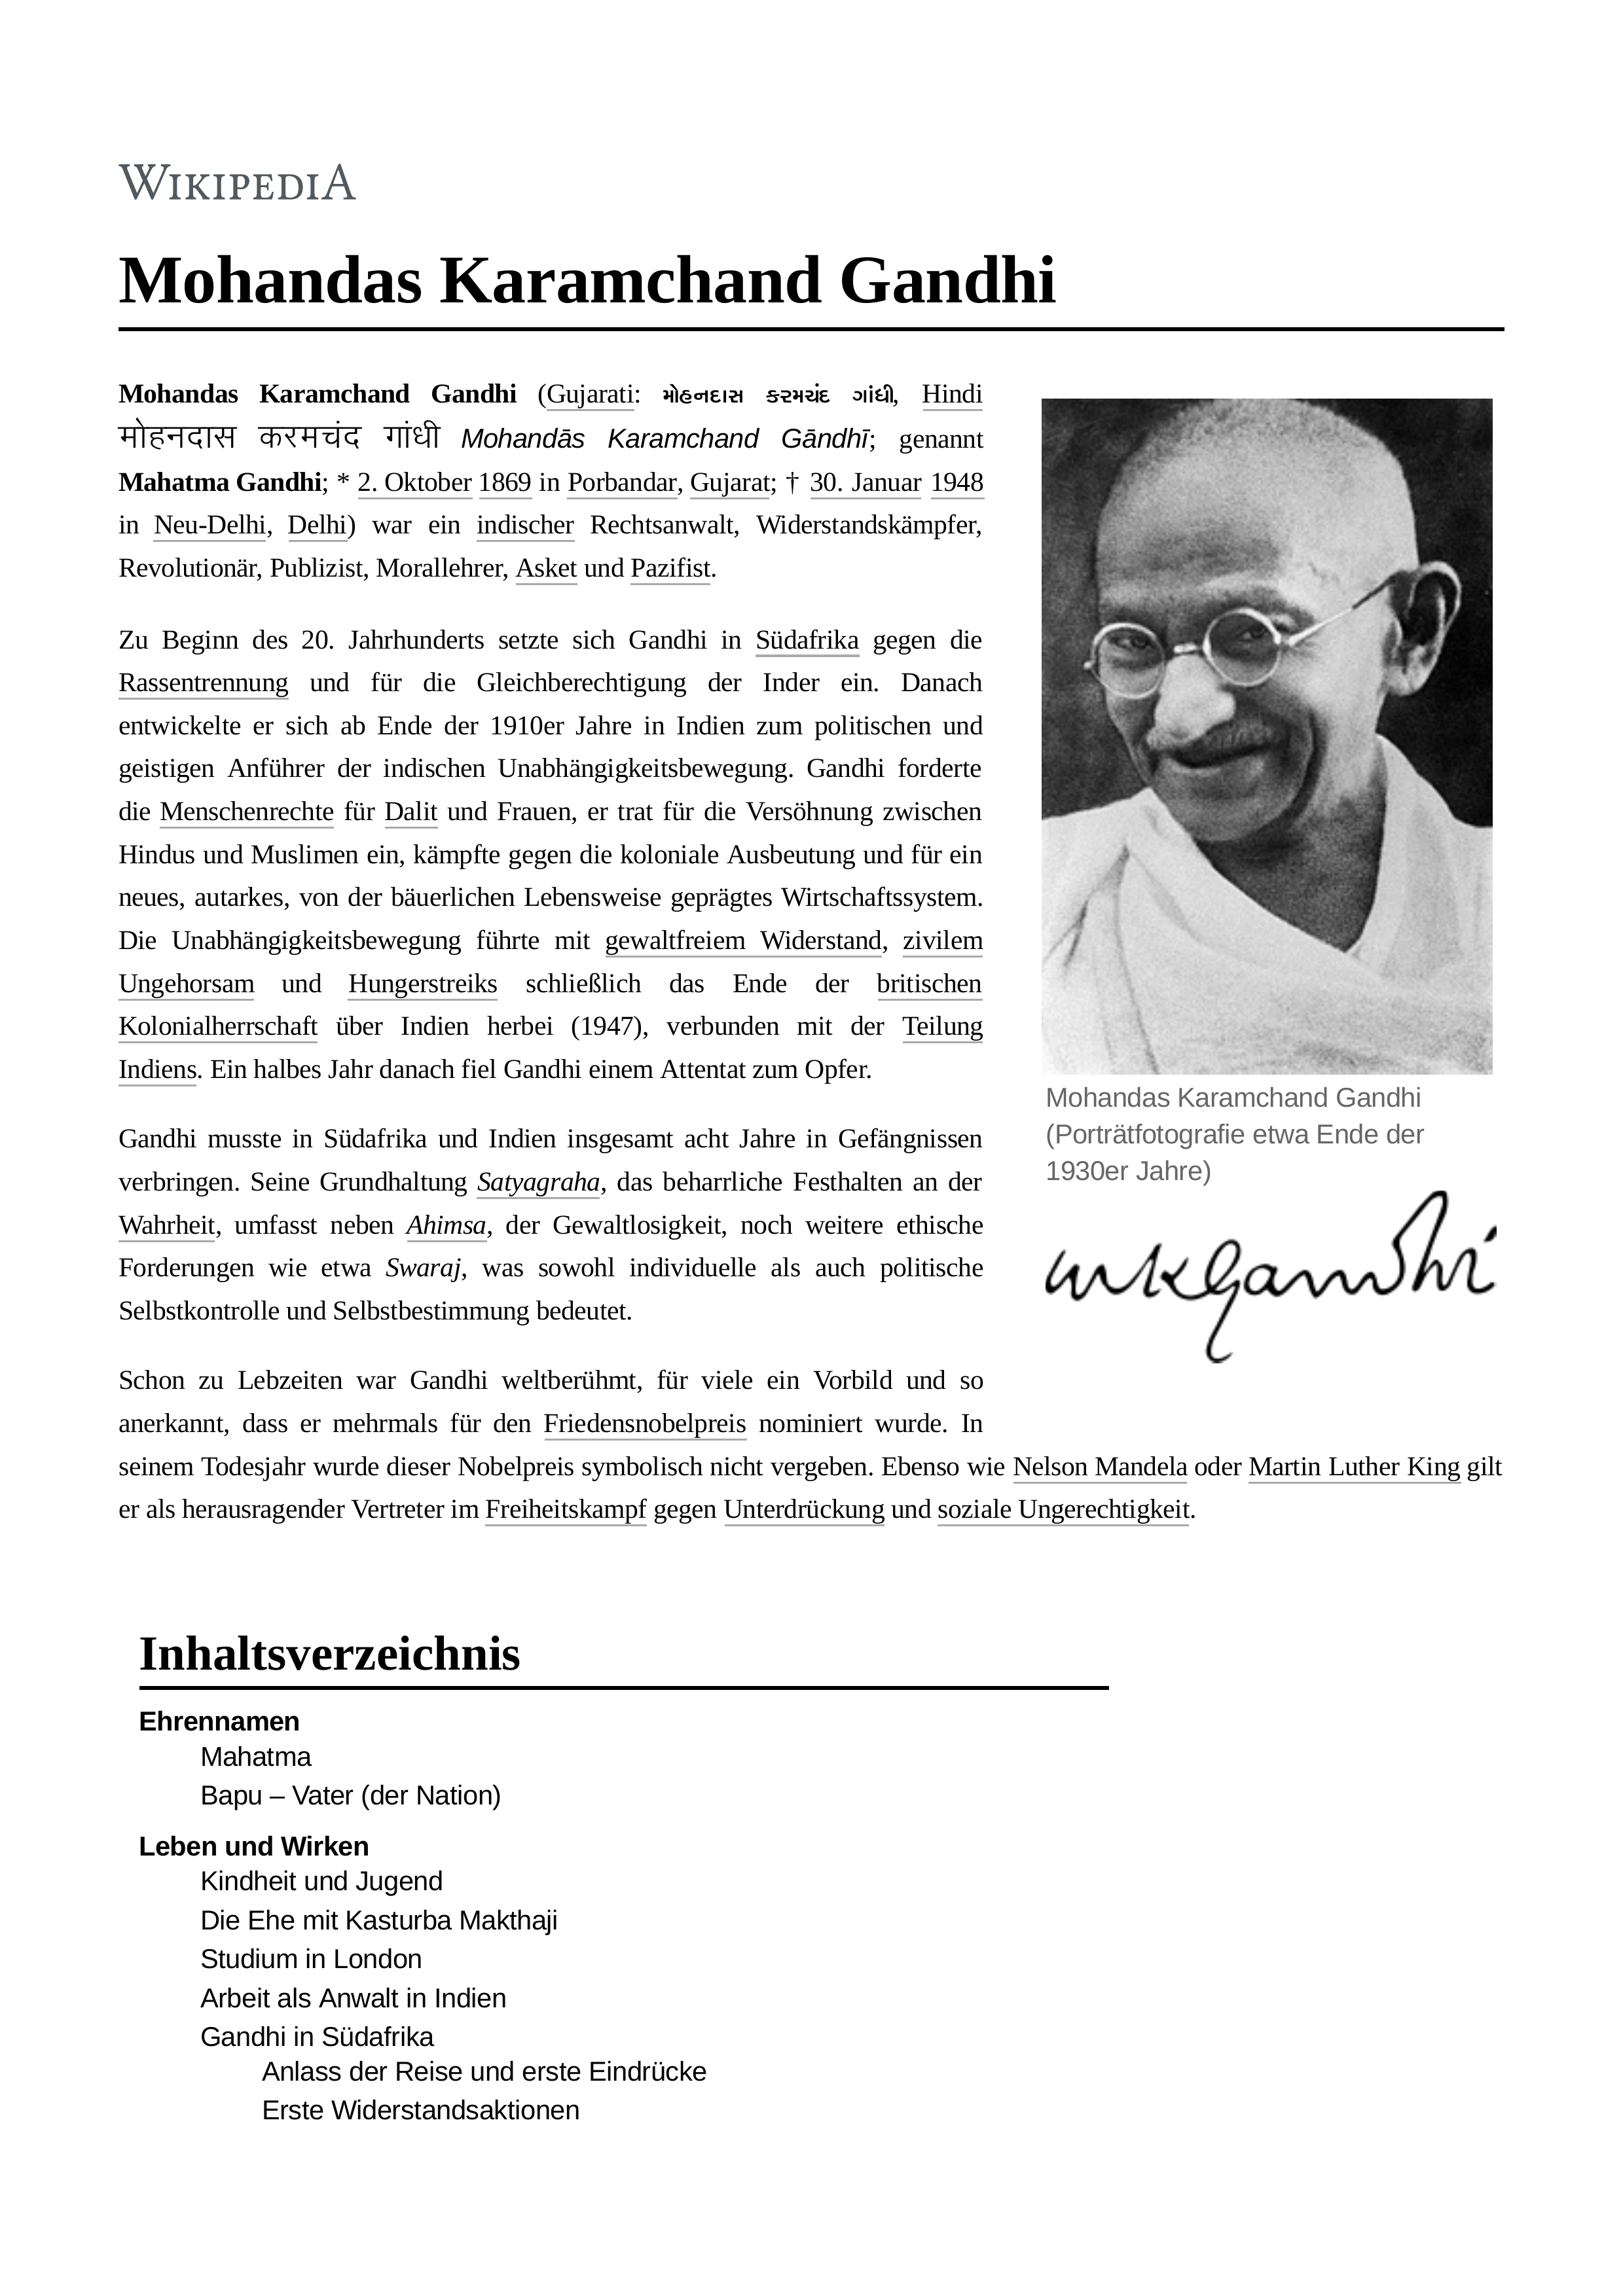 WIKIPEDIA
Mohandas Karamchand Gandhi
Mohandas Karamchand Gandhi (Gujarati: મોહનદાસ કરમચંદ ગાંધી, Hindi
मोहनदास करमचंद गांधी Mohandās Karamchand Gāndhī; genannt
Mahatma Gandhi; * 2. Oktober 1869 in Porbandar, Gujarat; † 30. Januar 1948
in Neu-Delhi, Delhi) war ein indischer Rechtsanwalt, Widerstandskämpfer,
Revolutionär, Publizist, Morallehrer, Asket und Pazifist.
Zu Beginn des 20. Jahrhunderts setzte sich Gandhi in Südafrika gegen die
Rassentrennung und für die Gleichberechtigung der Inder ein. Danach
entwickelte er sich ab Ende der 1910er Jahre in Indien zum politischen und
geistigen Anführer der indischen Unabhängigkeitsbewegung. Gandhi forderte
die Menschenrechte für Dalit und Frauen, er trat für die Versöhnung zwischen
Hindus und Muslimen ein, kämpfte gegen die koloniale Ausbeutung und für ein
neues, autarkes, von der bäuerlichen Lebensweise geprägtes Wirtschaftssystem.
Die Unabhängigkeitsbewegung führte mit gewaltfreiem Widerstand, zivilem
Ungehorsam und Hungerstreiks schließlich das Ende der britischen
Kolonialherrschaft über Indien herbei (1947), verbunden mit der Teilung
Indiens. Ein halbes Jahr danach fiel Gandhi einem Attentat zum Opfer.
Gandhi musste in Südafrika und Indien insgesamt acht Jahre in Gefängnissen
verbringen. Seine Grundhaltung Satyagraha, das beharrliche Festhalten an der
Wahrheit, umfasst neben Ahimsa, der Gewaltlosigkeit, noch weitere ethische
Forderungen wie etwa Swaraj, was sowohl individuelle als auch politische
Selbstkontrolle und Selbstbestimmung bedeutet.
Schon zu Lebzeiten war Gandhi weltberühmt, für viele ein Vorbild und so
anerkannt, dass er mehrmals für den Friedensnobelpreis nominiert wurde. In
seinem Todesjahr wurde dieser Nobelpreis symbolisch nicht vergeben. Ebenso wie Nelson Mandela oder Martin Luther King gilt
er als herausragender Vertreter im Freiheitskampf gegen Unterdrückung und soziale Ungerechtigkeit.
Mohandas Karamchand Gandhi
(Porträtfotografie etwa Ende der
1930er Jahre)
mkGandhi
Inhaltsverzeichnis
Ehrennamen
Mahatma
Bapu – Vater (der Nation)
Leben und Wirken
Kindheit und Jugend
Die Ehe mit Kasturba Makthaji
Studium in London
Arbeit als Anwalt in Indien
Gandhi in Südafrika
Anlass der Reise und erste Eindrücke
Erste Widerstandsaktionen